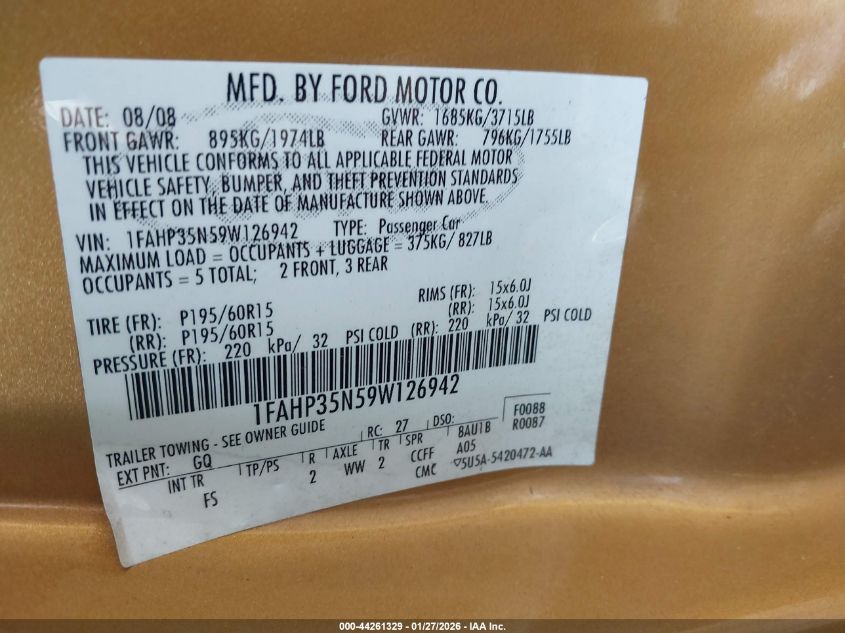 MFD. BY FORD MOTOR CO.
DATE: 08/08 GVWR: 1685KG/3715LB
FRONT GAWR: 895KG/1974LB REAR GAWR: 796KG/1755LB
THIS VEHICLE CONFORMS TO ALL APPLICABLE FEDERAL MOTOR
VEHICLE SAFETY, BUMPER, AND THEFT PREVENTION STANDARDS
IN EFFECT ON THE DATE OF MANUFACTURE SHOWN ABOVE.
VIN: 1FAHP35N59W126942 TYPE: Passenger Car
MAXIMUM LOAD = OCCUPANTS + LUGGAGE = 375KG/ 827LB
OCCUPANTS = 5 TOTAL; 2 FRONT, 3 REAR
TIRE (FR): P195/60R15 RIMS (FR): 15x6.0J
(RR): P195/60R15 (RR): 15x6.0J
PRESSURE (FR): 220 kPa/ 32 PSI COLD (RR): 220 kPa/ 32 PSI COLD
1FAHP35N59W126942
TRAILER TOWING - SEE OWNER GUIDE RC: 27 DSO: F0088
EXT PNT: GQ R AXLE TR SPR 8AU1B R0087
INT TR TP/PS 2 WW 2 CCFF A05
FS CMC ▽5U5A-5420472-AA
000-44261329 - 01/27/2026 - IAA Inc.